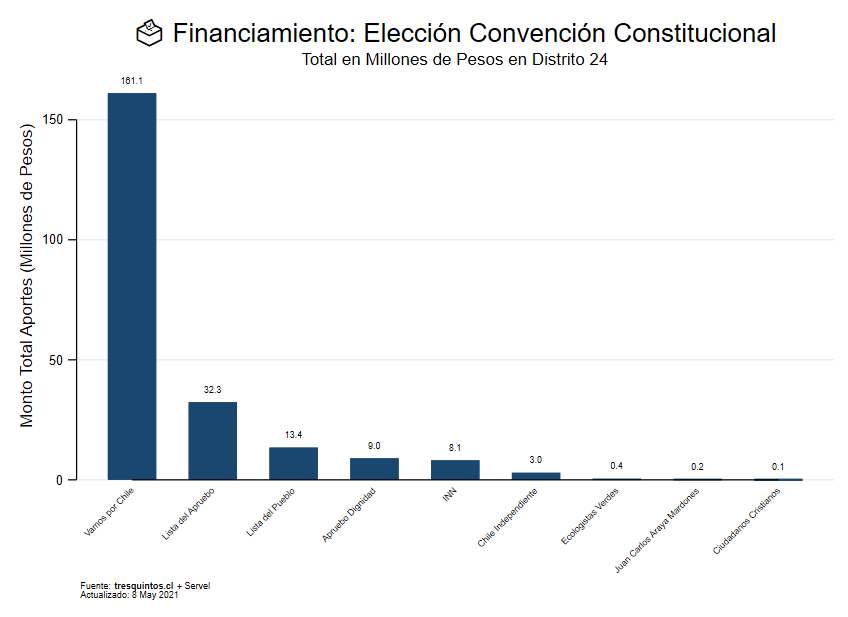 Financiamiento: Elección Convención Constitucional
Total en Millones de Pesos en Distrito 24
Monto Total Aportes (Millones de Pesos)
150
100
50
0
161.1
32.3
13.4
9.0
8.1
3.0
0.4
0.2
0.1
Vamos por Chile
Lista del Apruebo
Lista del Pueblo
Apruebo Dignidad
INN
Chile Independiente
Ecologistas Verdes
Juan Carlos Araya Mardones
Ciudadanos Cristianos
Fuente: tresquintos.cl + Servel
Actualizado: 8 May 2021